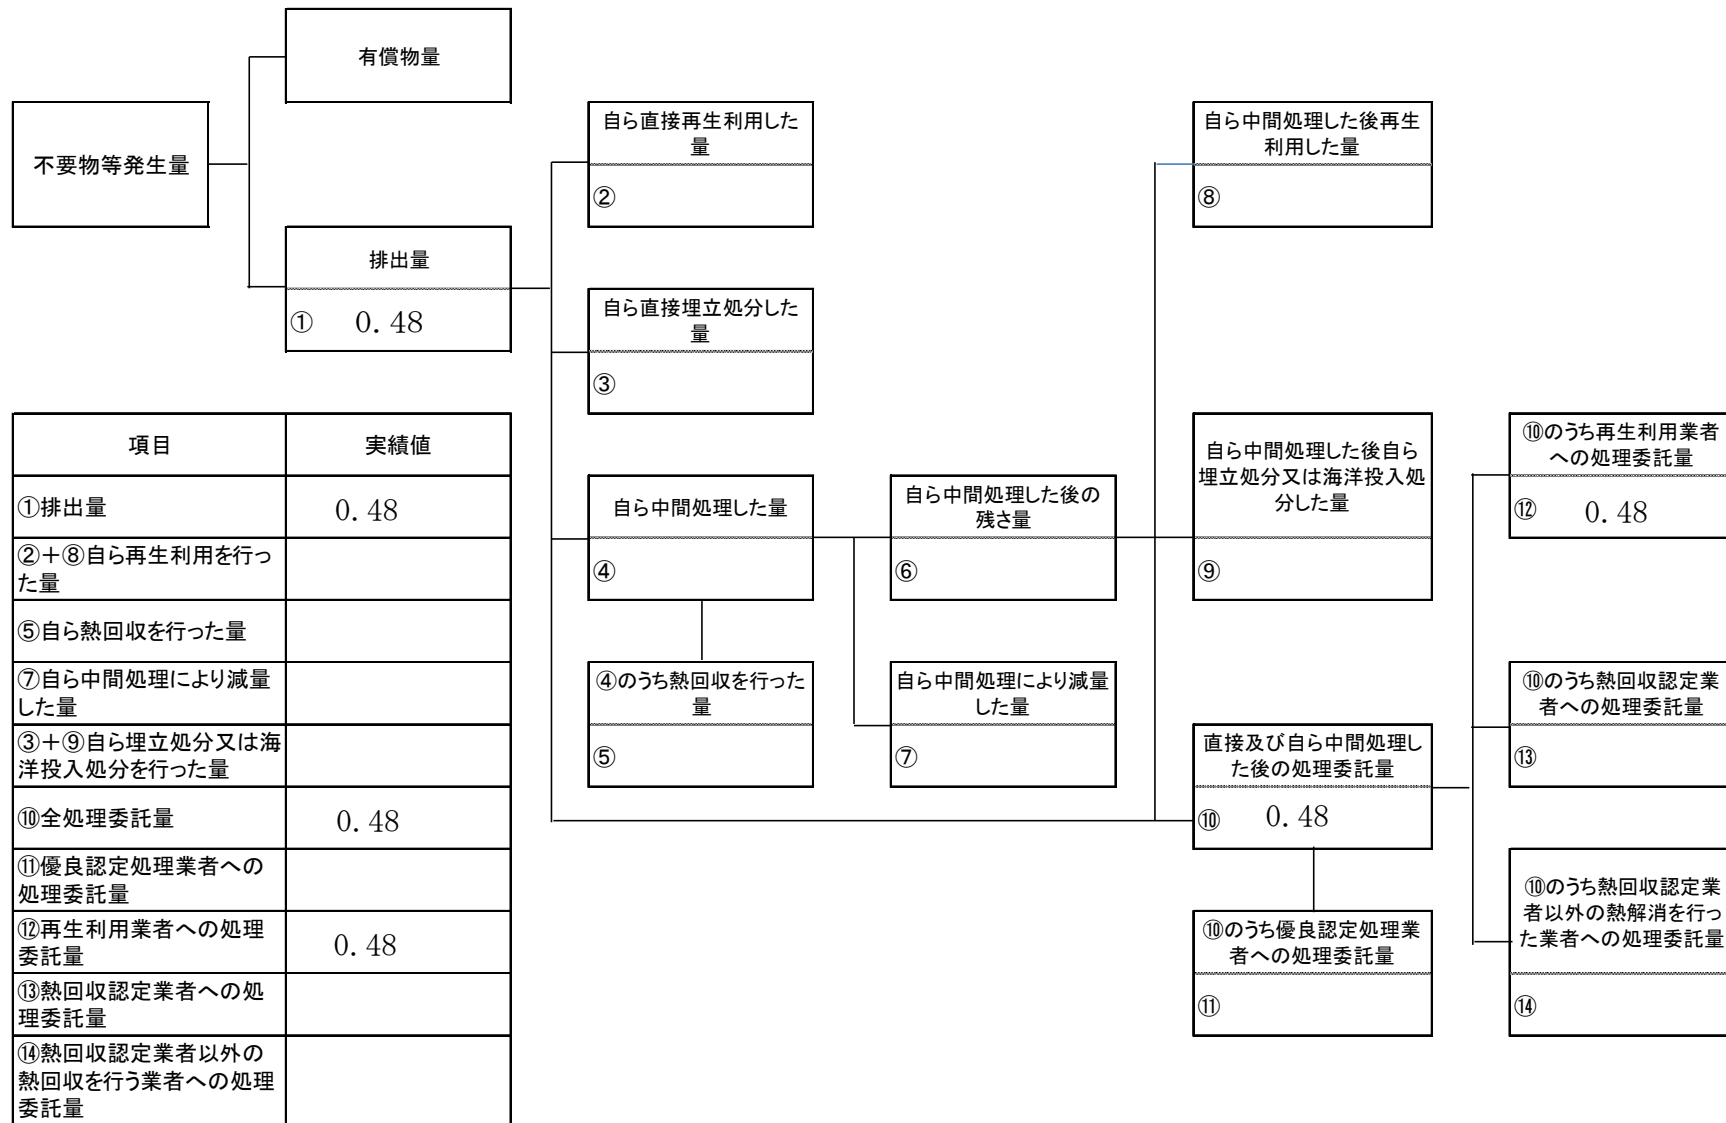 有償物量
不要物等発生量
排出量
① 0.48
自ら直接再生利用した
量
②
自ら直接埋立処分した
量
③
自ら中間処理した量
④
④のうち熱回収を行った
量
⑤
自ら中間処理した後の
残さ量
⑥
自ら中間処理により減量
した量
⑦
自ら中間処理した後再生
利用した量
⑧
自ら中間処理した後自ら
埋立処分又は海洋投入処
分した量
⑨
直接及び自ら中間処理し
た後の処理委託量
⑩ 0.48
⑩のうち優良認定処理業
者への処理委託量
⑪
⑩のうち再生利用業者
への処理委託量
⑫ 0.48
⑩のうち熱回収認定業
者への処理委託量
⑬
⑩のうち熱回収認定業
者以外の熱解消を行っ
た業者への処理委託量
⑭
項目 実績値
①排出量 0.48
②＋⑧自ら再生利用を行っ
た量
⑤自ら熱回収を行った量
⑦自ら中間処理により減量
した量
③＋⑨自ら埋立処分又は海
洋投入処分を行った量
⑩全処理委託量 0.48
⑪優良認定処理業者への
処理委託量
⑫再生利用業者への処理
委託量 0.48
⑬熱回収認定業者への処
理委託量
⑭熱回収認定業者以外の
熱回収を行う業者への処理
委託量